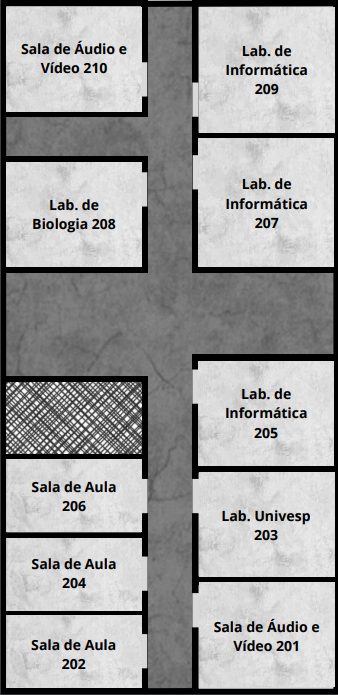 Sala de Áudio e
Vídeo 210
Lab. de
Informática
209
Lab. de
Biologia 208
Lab. de
Informática
207
Lab. de
Informática
205
Sala de Aula
206
Lab. Univesp
203
Sala de Aula
204
Sala de Áudio e
Vídeo 201
Sala de Aula
202